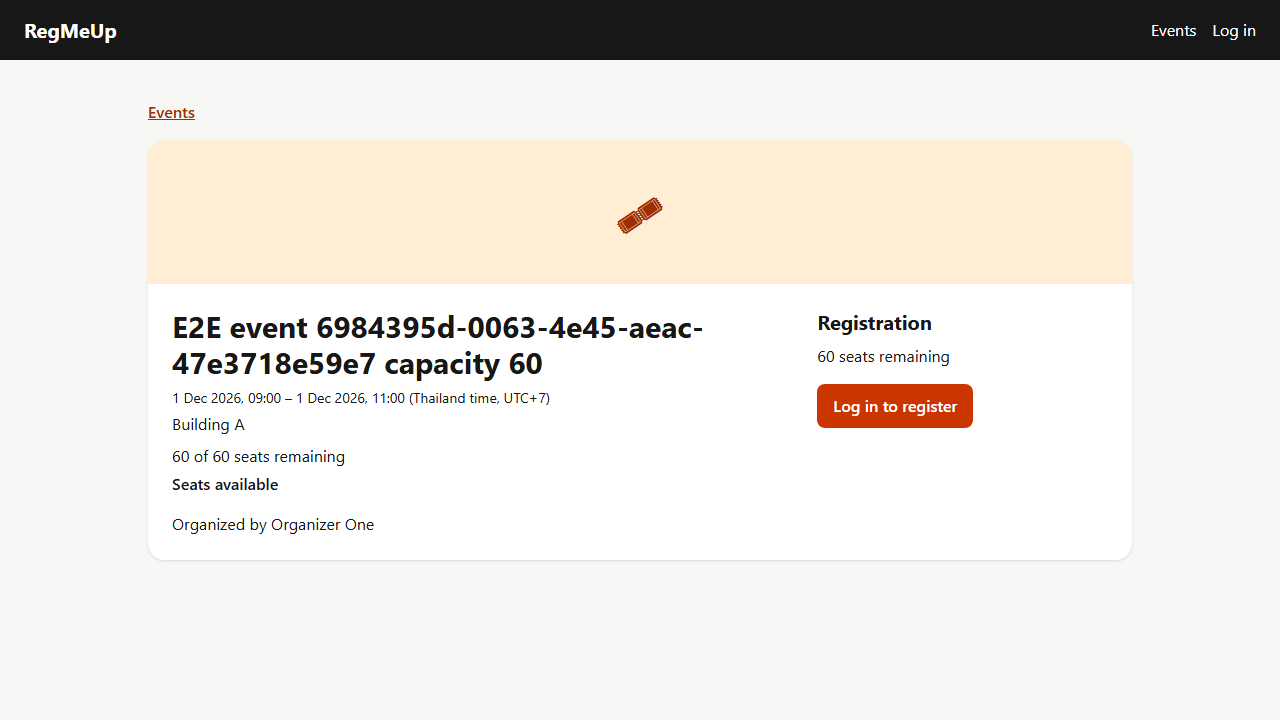 RegMeUp
Events
Log in
Events
E2E event 6984395d-0063-4e45-aeac-
47e3718e59e7 capacity 60
1 Dec 2026, 09:00 – 1 Dec 2026, 11:00 (Thailand time, UTC+7)
Building A
60 of 60 seats remaining
Seats available
Organized by Organizer One
Registration
60 seats remaining
Log in to register